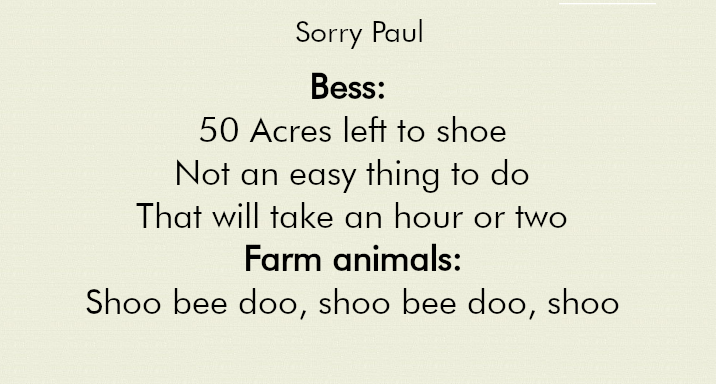 Sorry Paul
Bess:
50 Acres left to shoe
Not an easy thing to do
That will take an hour or two
Farm animals:
Shoo bee doo, shoo bee doo, shoo